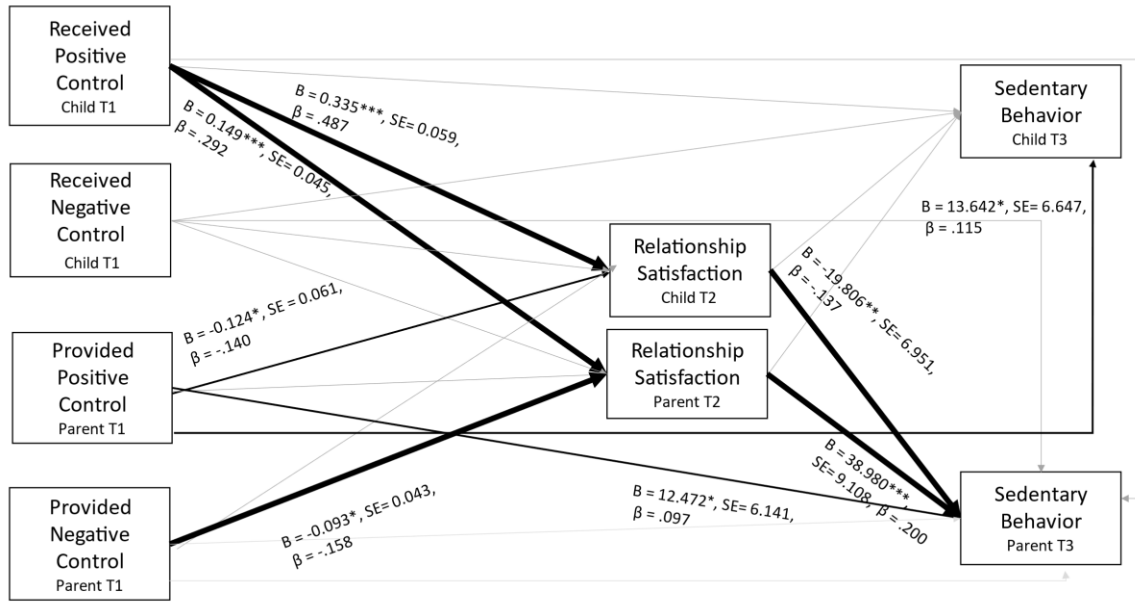 Received
Positive
Control
Child T1
B = 0.335***, SE= 0.059,
β = .487
B = 0.149***, SE= 0.045,
β = .292
Sedentary
Behavior
Child T3
Received
Negative
Control
Child T1
B = 13.642*, SE= 6.647,
β = .115
Relationship
Satisfaction
Child T2
B = -19.806**, SE= 6.951,
β = -.137
B = -0.124*, SE = 0.061,
β = -.140
Provided
Positive
Control
Parent T1
Relationship
Satisfaction
Parent T2
B = 38.980***,
SE= 9.108, β = .200
B = 12.472*, SE= 6.141,
β = .097
Sedentary
Behavior
Parent T3
Provided
Negative
Control
Parent T1
B = -0.093*, SE= 0.043,
β = -.158